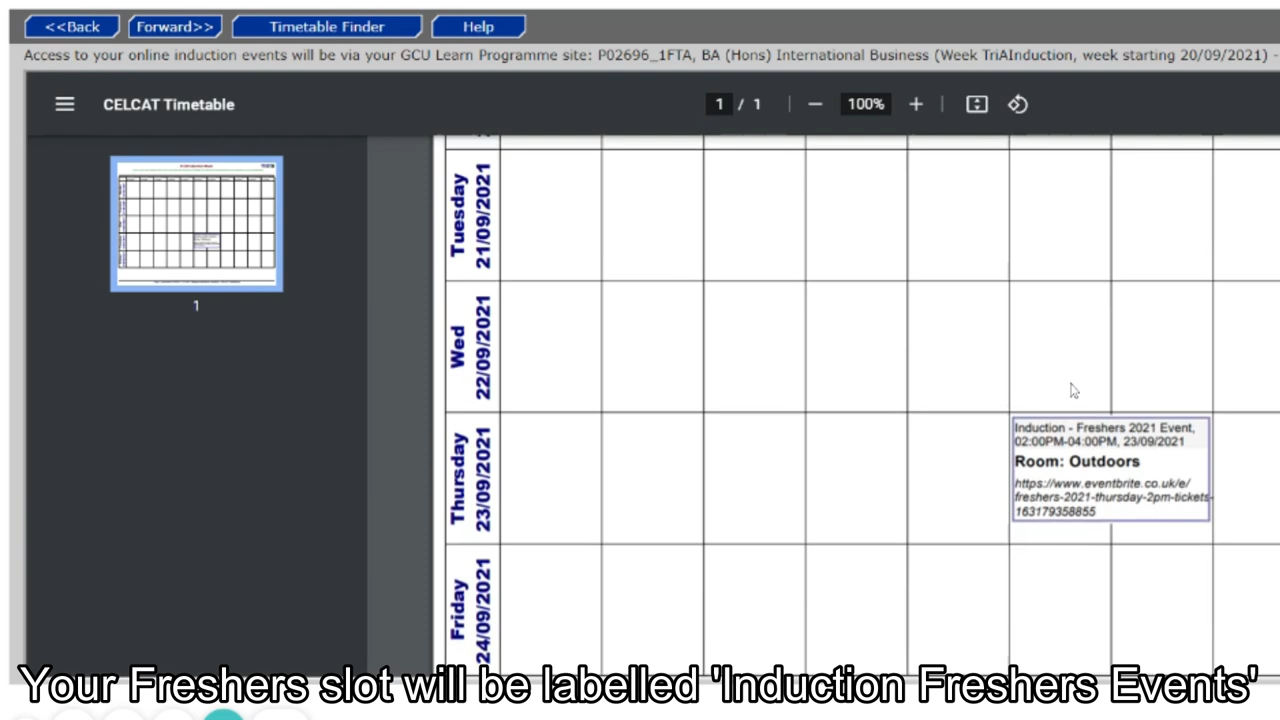 <<Back
Forward>>
Timetable Finder
Help
Access to your online induction events will be via your GCU Learn Programme site: P02696_1FTA, BA (Hons) International Business (Week TriAInduction, week starting 20/09/2021) -
CELCAT Timetable
1 / 1
100%
1
Tuesday
21/09/2021
Wed
22/09/2021
Thursday
23/09/2021
Induction - Freshers 2021 Event,
02:00PM-04:00PM, 23/09/2021
Room: Outdoors
https://www.eventbrite.co.uk/e/
freshers-2021-thursday-2pm-tickets-
163179358855
Friday
24/09/2021
Your Freshers slot will be labelled 'Induction Freshers Events'